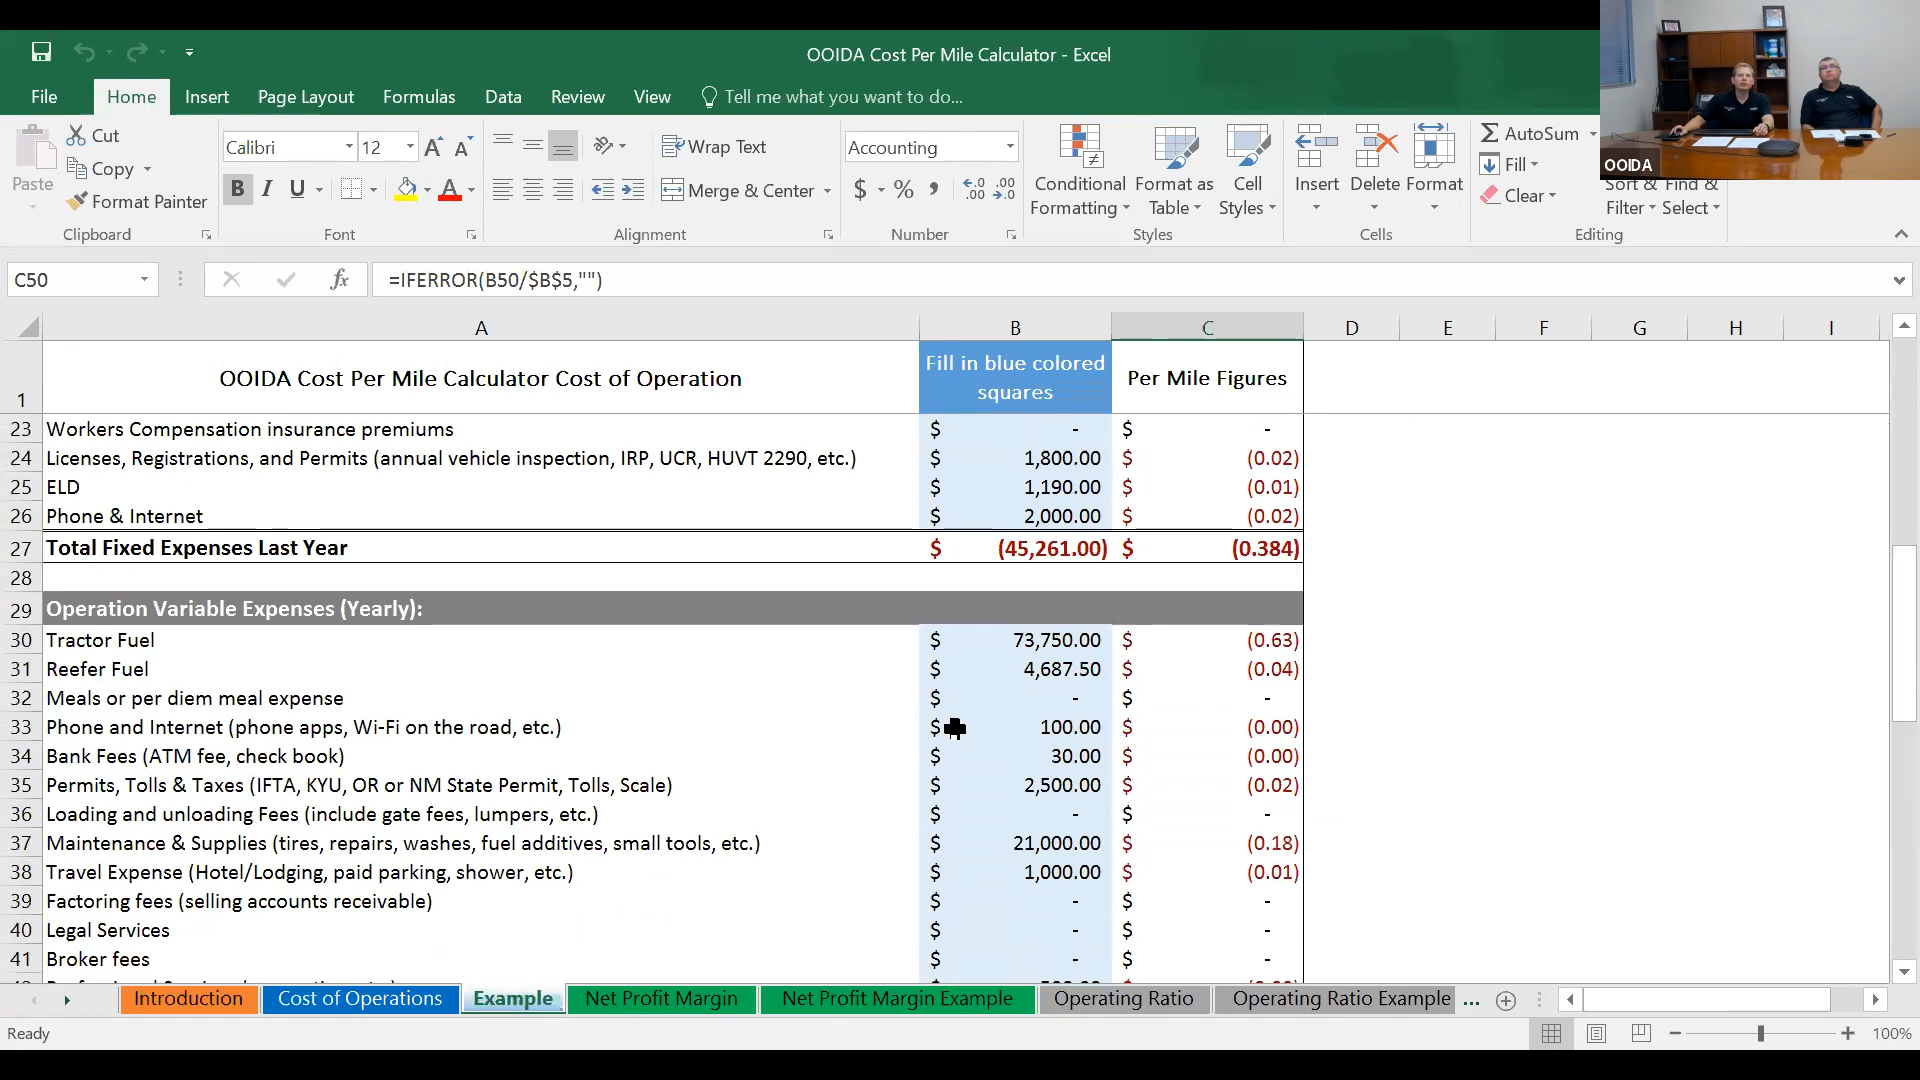 OOIDA Cost Per Mile Calculator - Excel
File Home Insert Page Layout Formulas Data Review View Tell me what you want to do...
Paste
Cut
Copy
Format Painter
Clipboard
Calibri 12
B I U
Font
Wrap Text
Merge & Center
Alignment
Accounting
$ % ,
Number
Conditional Formatting
Format as Table
Cell Styles
Styles
Insert Delete Format
Cells
AutoSum
Fill
Clear
Sort & Filter
Find & Select
Editing
OOIDA
C50 fx =IFERROR(B50/$B$5,"")
A B C D E F G H I
1 OOIDA Cost Per Mile Calculator Cost of Operation Fill in blue colored squares Per Mile Figures
23 Workers Compensation insurance premiums $ - $ -
24 Licenses, Registrations, and Permits (annual vehicle inspection, IRP, UCR, HUVT 2290, etc.) $ 1,800.00 $ (0.02)
25 ELD $ 1,190.00 $ (0.01)
26 Phone & Internet $ 2,000.00 $ (0.02)
27 Total Fixed Expenses Last Year $ (45,261.00) $ (0.384)
28
29 Operation Variable Expenses (Yearly):
30 Tractor Fuel $ 73,750.00 $ (0.63)
31 Reefer Fuel $ 4,687.50 $ (0.04)
32 Meals or per diem meal expense $ - $ -
33 Phone and Internet (phone apps, Wi-Fi on the road, etc.) $ 100.00 $ (0.00)
34 Bank Fees (ATM fee, check book) $ 30.00 $ (0.00)
35 Permits, Tolls & Taxes (IFTA, KYU, OR or NM State Permit, Tolls, Scale) $ 2,500.00 $ (0.02)
36 Loading and unloading Fees (include gate fees, lumpers, etc.) $ - $ -
37 Maintenance & Supplies (tires, repairs, washes, fuel additives, small tools, etc.) $ 21,000.00 $ (0.18)
38 Travel Expense (Hotel/Lodging, paid parking, shower, etc.) $ 1,000.00 $ (0.01)
39 Factoring fees (selling accounts receivable) $ - $ -
40 Legal Services $ - $ -
41 Broker fees $ - $ -
Introduction Cost of Operations Example Net Profit Margin Net Profit Margin Example Operating Ratio Operating Ratio Example ...
Ready 100%